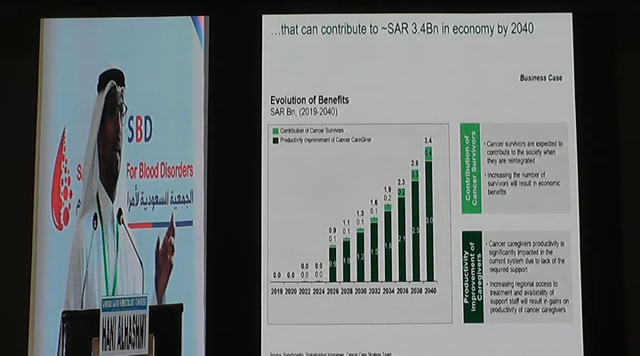 SBD
For Blood Disorders
الجمعية السعودية لأمرا
HANI ALHASHMI
…that can contribute to ~SAR 3.4Bn in economy by 2040
Business Case
Evolution of Benefits
SAR Bn, (2019-2040)
Contribution of Cancer Survivors
Productivity improvement of Cancer CareGiver
0.0 0.0 0.0 0.0 0.9 1.1 1.3 1.6 1.9 2.3 2.8 3.4
2019 2020 2022 2024 2026 2028 2030 2032 2034 2036 2038 2040
Contribution of
Cancer Survivors
• Cancer survivors are expected to
contribute to the society when
they are reintegrated
• Increasing the number of
survivors will result in economic
benefits
Productivity
Improvement of
Caregivers
• Cancer caregivers productivity is
significantly impacted in the
current system due to lack of the
required support
• Increasing regional access to
treatment and availability of
support staff will result in gains on
productivity of cancer caregivers